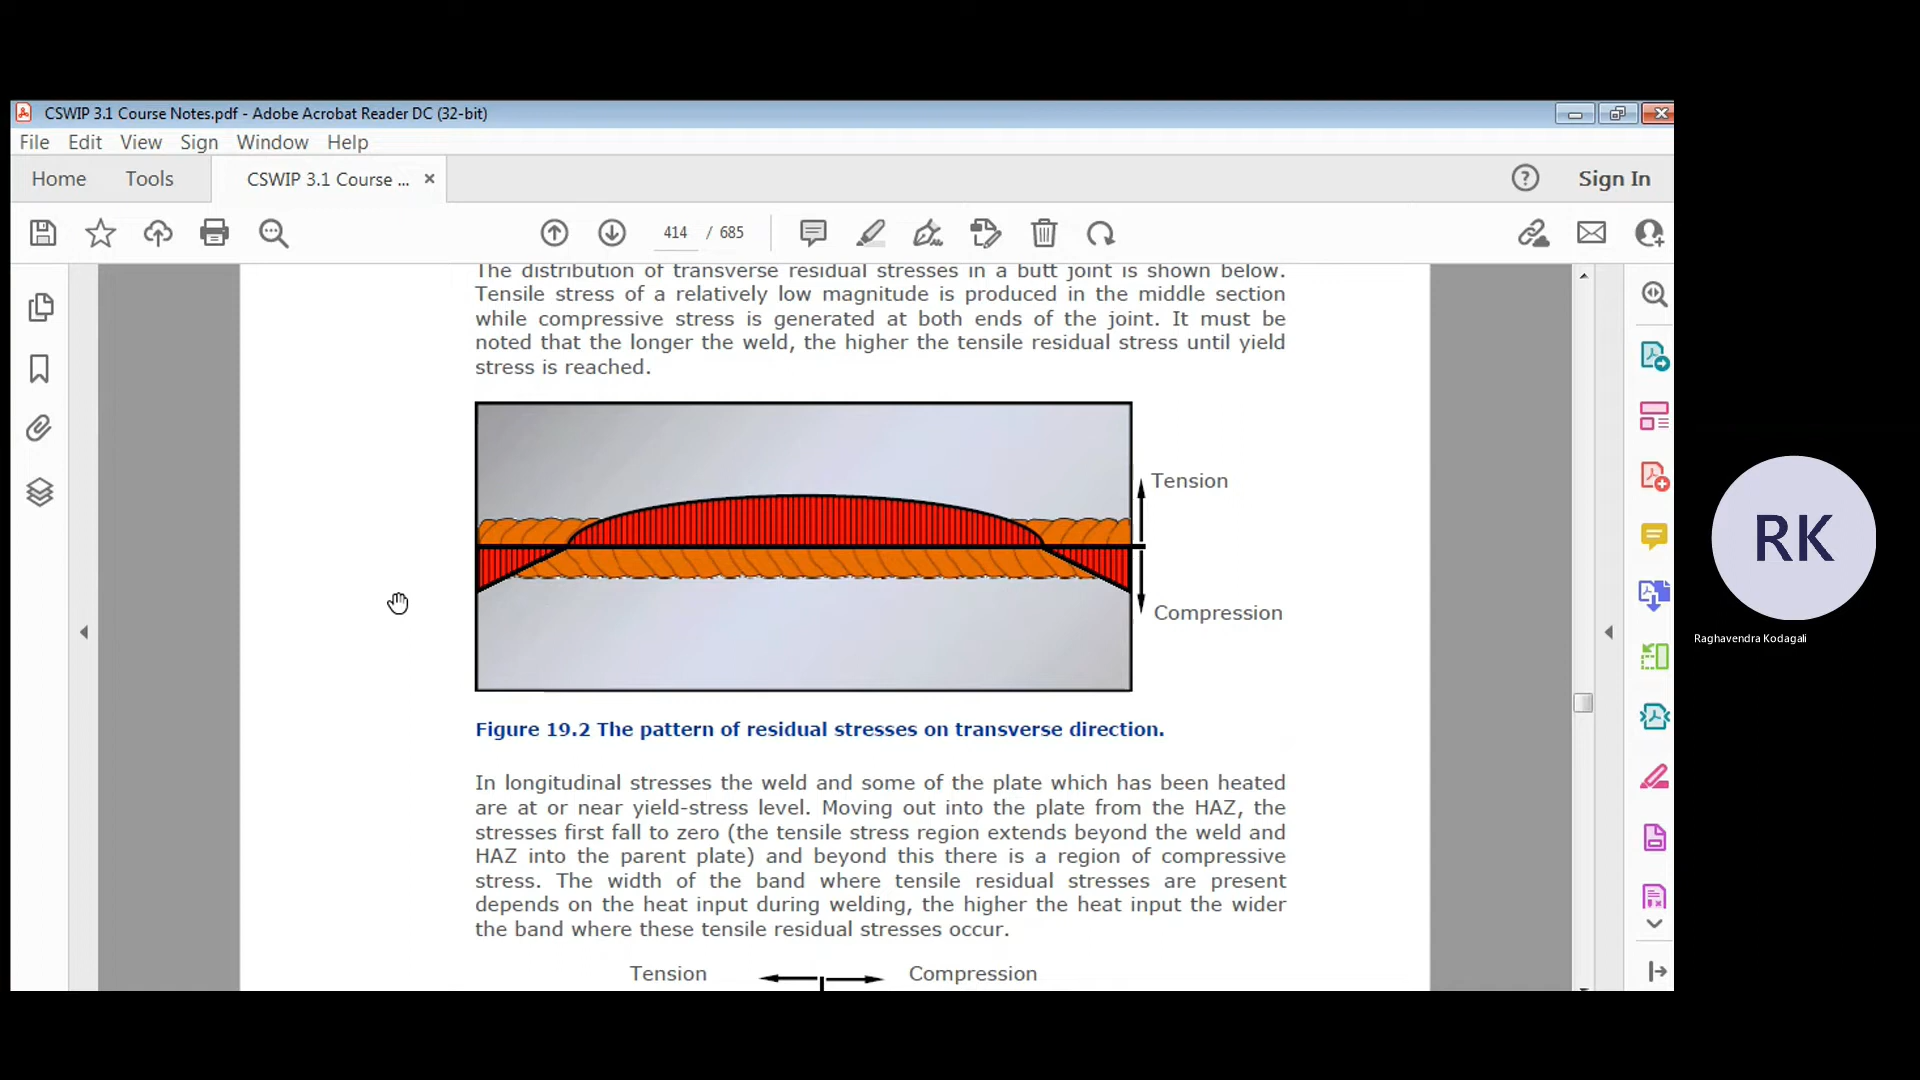 CSWIP 3.1 Course Notes.pdf - Adobe Acrobat Reader DC (32-bit)
File Edit View Sign Window Help
Home Tools CSWIP 3.1 Course ... × ? Sign In
414 / 685
The distribution of transverse residual stresses in a butt joint is shown below.
Tensile stress of a relatively low magnitude is produced in the middle section
while compressive stress is generated at both ends of the joint. It must be
noted that the longer the weld, the higher the tensile residual stress until yield
stress is reached.
Tension
Compression
RK
Raghavendra Kodagali
Figure 19.2 The pattern of residual stresses on transverse direction.
In longitudinal stresses the weld and some of the plate which has been heated
are at or near yield-stress level. Moving out into the plate from the HAZ, the
stresses first fall to zero (the tensile stress region extends beyond the weld and
HAZ into the parent plate) and beyond this there is a region of compressive
stress. The width of the band where tensile residual stresses are present
depends on the heat input during welding, the higher the heat input the wider
the band where these tensile residual stresses occur.
Tension Compression